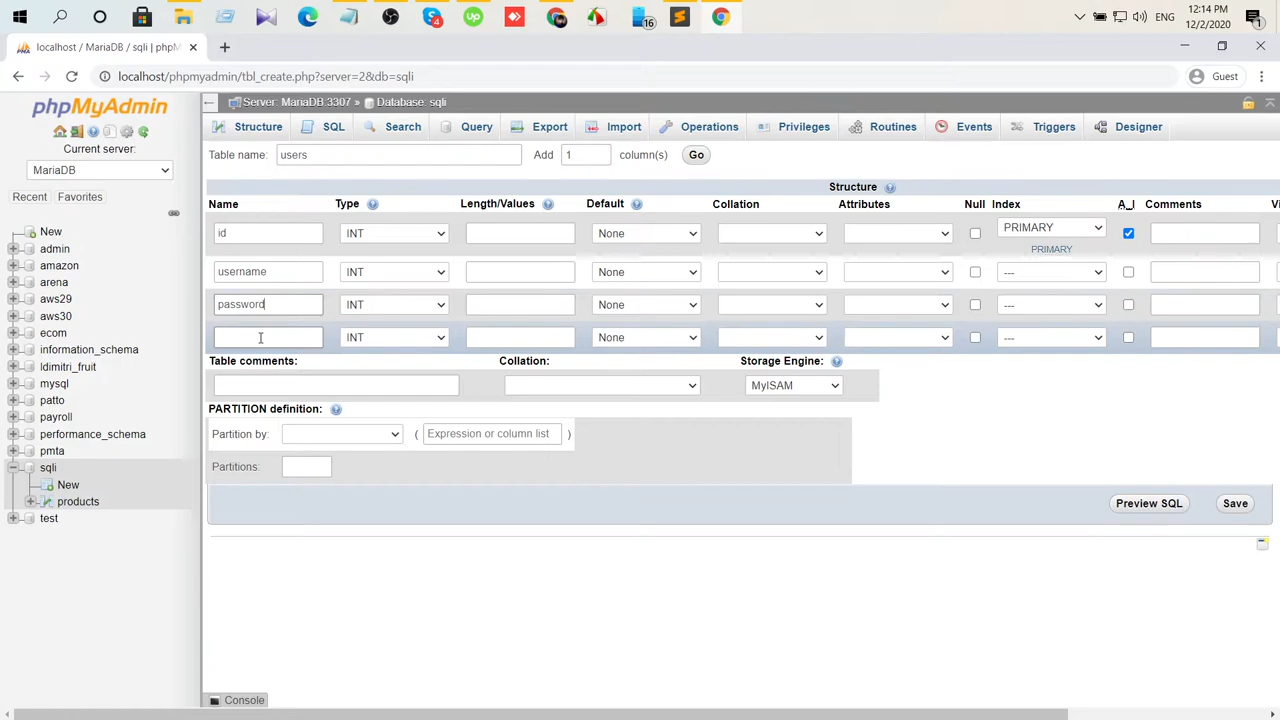 4
16
ENG
12:14 PM
12/2/2020
1
localhost / MariaDB / sqli | phpM
localhost/phpmyadmin/tbl_create.php?server=2&db=sqli
Guest
phpMyAdmin
Current server:
MariaDB
Recent Favorites
New
admin
amazon
arena
aws29
aws30
ecom
information_schema
ldimitri_fruit
mysql
patto
payroll
performance_schema
pmta
sqli
New
products
test
Server: MariaDB:3307 » Database: sqli
Structure SQL Search Query Export Import Operations Privileges Routines Events Triggers Designer
Table name: users Add 1 column(s) Go
Structure
Name Type Length/Values Default Collation Attributes Null Index A_I Comments Vi
id INT None PRIMARY
PRIMARY
username INT None ---
password INT None ---
INT None ---
Table comments: Collation: Storage Engine:
MyISAM
PARTITION definition:
Partition by: ( Expression or column list )
Partitions:
Preview SQL Save
Console